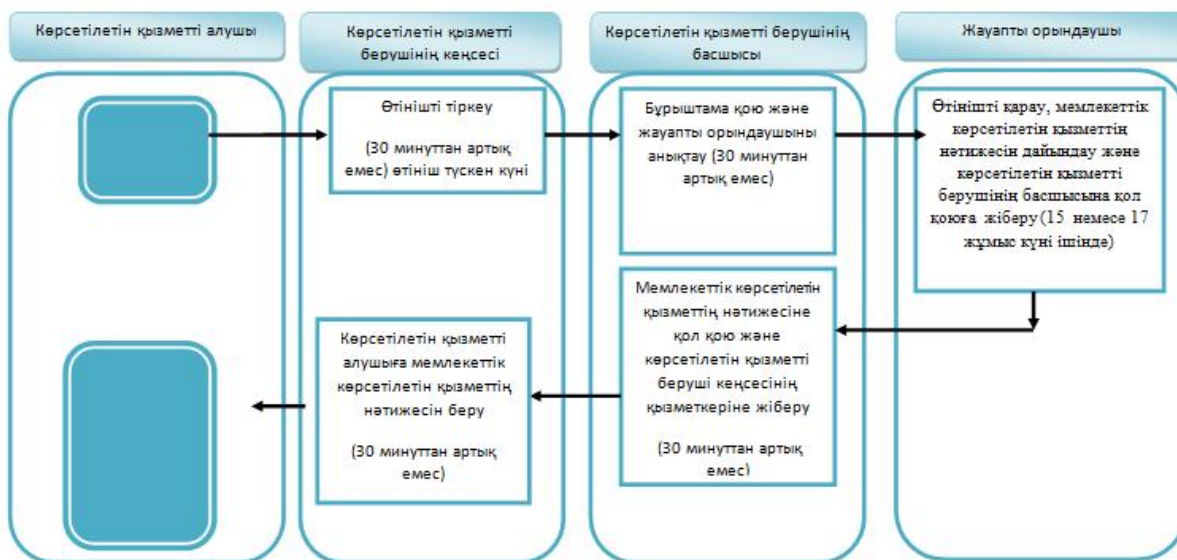 Көрсетілетін қызметті алушы
Көрсетілетін қызметті
берушінің кеңсесі
Көрсетілетін қызметті берушінің
басшысы
Жауапты орындаушы
Өтінішті тіркеу
(30 минуттан артық
емес) өтініш түскен күні
Бұрыштама қою және
жауапты орындаушыны
анықтау (30 минуттан
артық емес)
Өтінішті қарау, мемлекеттік
көрсетілетін қызметтің
нәтижесін дайындау және
көрсетілетін қызметті
берушінің басшысына қол
қоюға жіберу (15 немесе 17
жұмыс күні ішінде)
Мемлекеттік көрсетілетін
қызметтің нәтижесіне
қол қою және
көрсетілетін қызметті
беруші кеңсесінің
қызметкеріне жіберу
(30 минуттан артық
емес)
Көрсетілетін қызметті
алушыға мемлекеттік
көрсетілетін қызметтің
нәтижесін беру
(30 минуттан артық
емес)